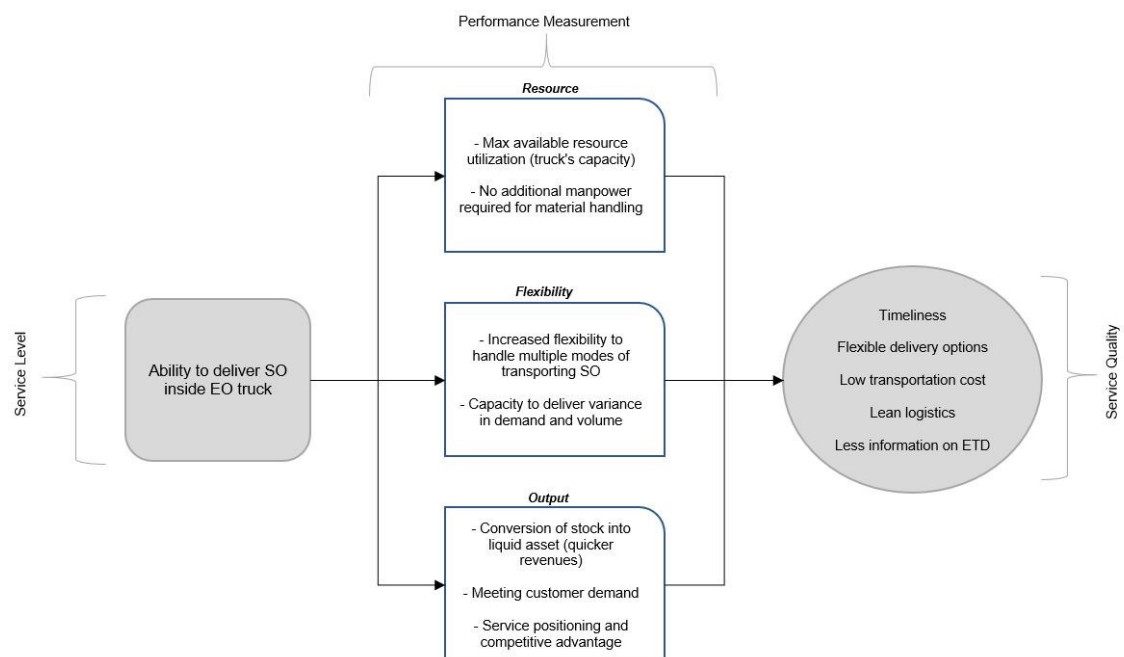 Performance Measurement
Resource
- Max available resource
utilization (truck's capacity)
- No additional manpower
required for material handling
Service Level
Ability to deliver SO
inside EO truck
Flexibility
- Increased flexibility to
handle multiple modes of
transporting SO
- Capacity to deliver variance
in demand and volume
Output
- Conversion of stock into
liquid asset (quicker
revenues)
- Meeting customer demand
- Service positioning and
competitive advantage
Timeliness
Flexible delivery options
Low transportation cost
Lean logistics
Less information on ETD
Service Quality